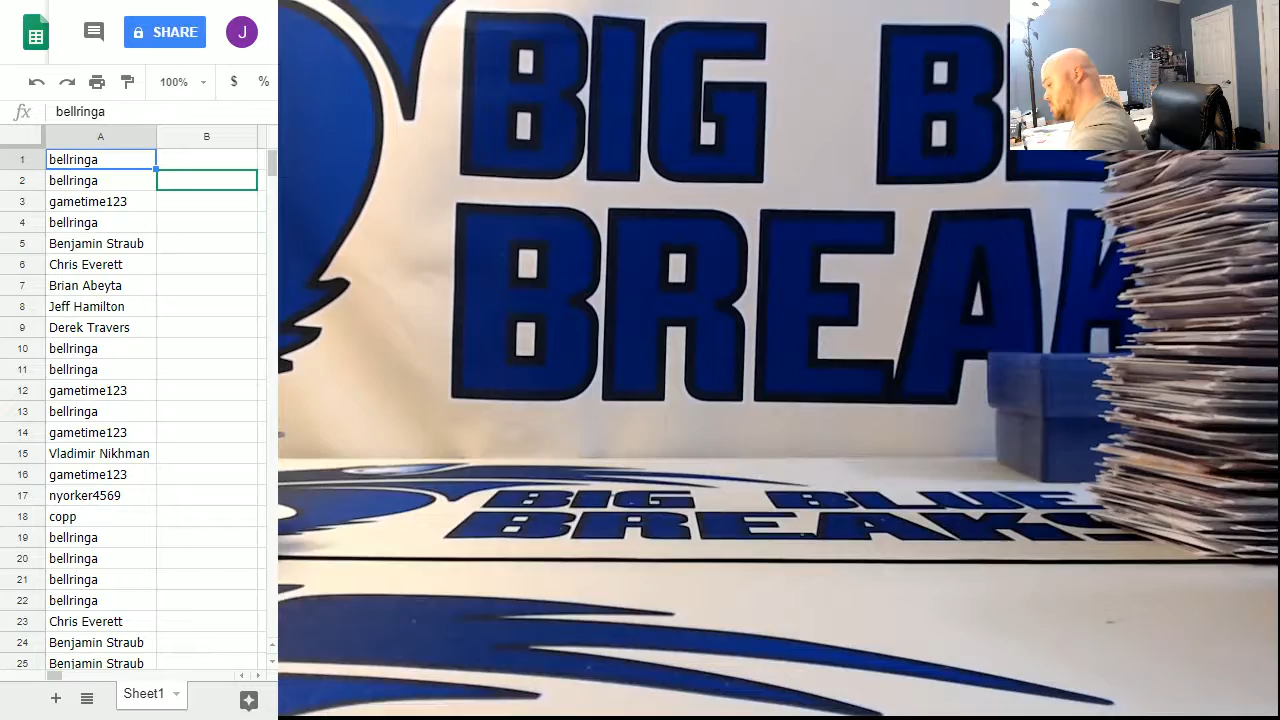 SHARE
J
100%
$
%
fx
bellringa
A
B
1 bellringa
2 bellringa
3 gametime123
4 bellringa
5 Benjamin Straub
6 Chris Everett
7 Brian Abeyta
8 Jeff Hamilton
9 Derek Travers
10 bellringa
11 bellringa
12 gametime123
13 bellringa
14 gametime123
15 Vladimir Nikhman
16 gametime123
17 nyorker4569
18 copp
19 bellringa
20 bellringa
21 bellringa
22 bellringa
23 Chris Everett
24 Benjamin Straub
25 Benjamin Straub
Sheet1
BIG BL
BREAK
BIG BLUE
BREAKS